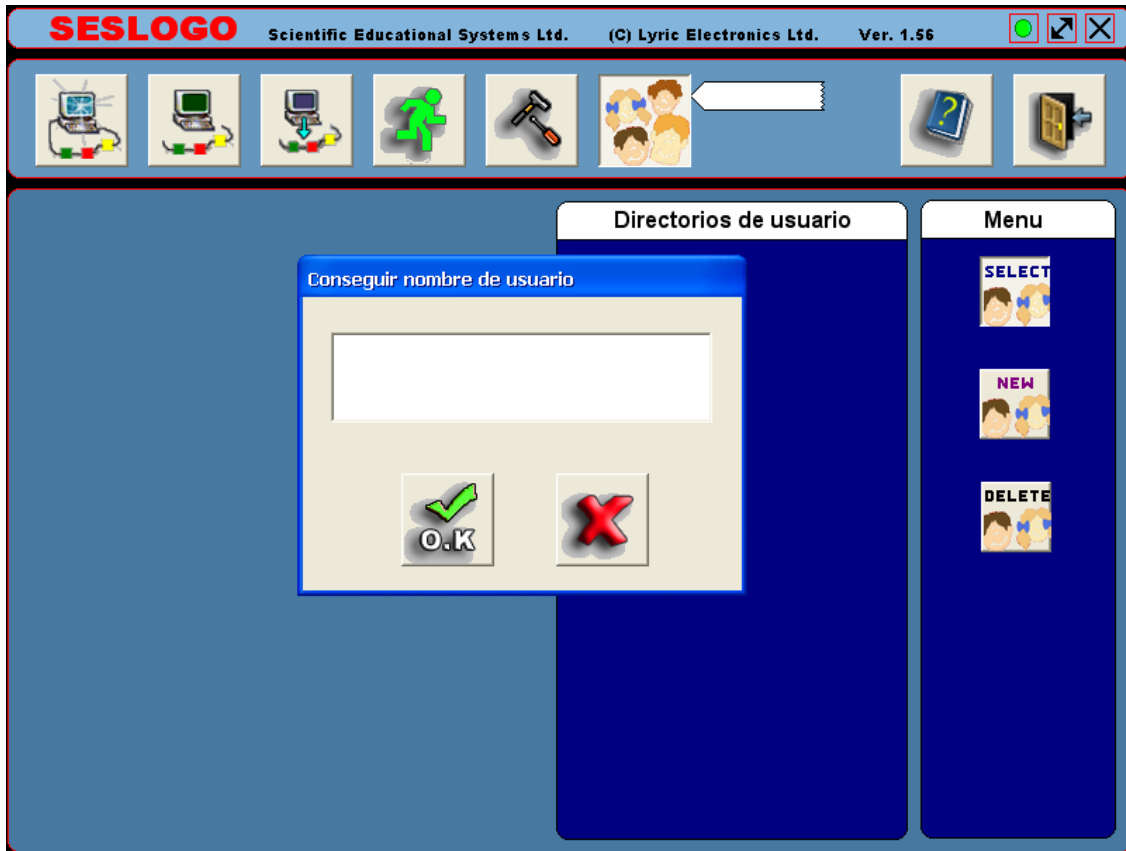 SESLOGO Scientific Educational Systems Ltd. (C) Lyric Electronics Ltd. Ver. 1.56
?
Directorios de usuario
Menu
Conseguir nombre de usuario
O.K
SELECT
NEW
DELETE